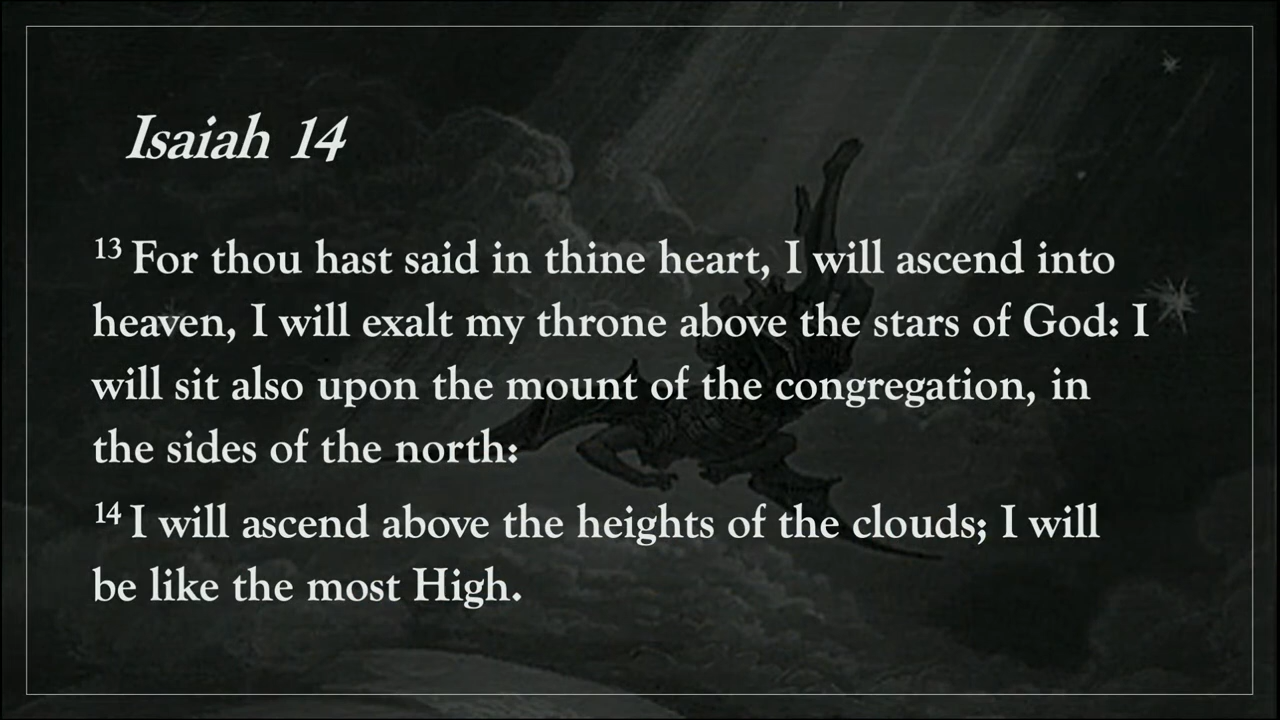 Isaiah 14
13 For thou hast said in thine heart, I will ascend into
heaven, I will exalt my throne above the stars of God: I
will sit also upon the mount of the congregation, in
the sides of the north:
14 I will ascend above the heights of the clouds; I will
be like the most High.